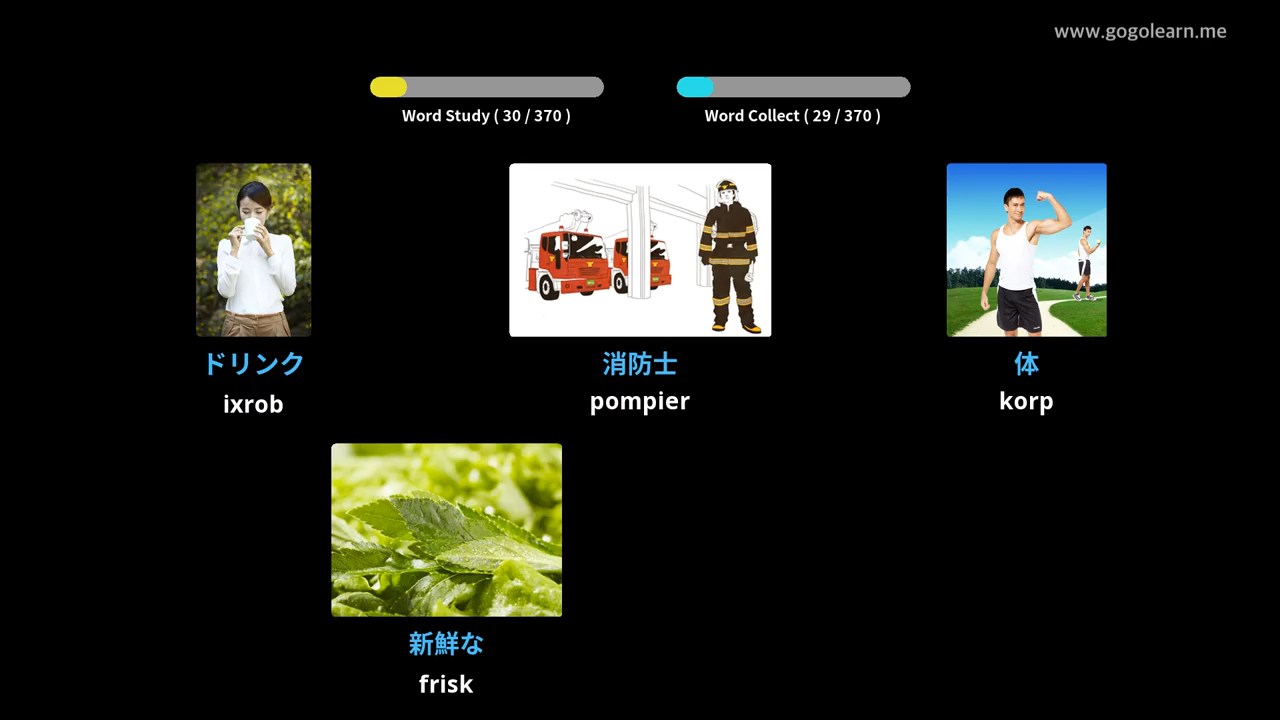 www.gogolearn.me
Word Study ( 30 / 370 )
Word Collect ( 29 / 370 )
ドリンク
ixrob
消防士
pompier
体
korp
新鮮な
frisk